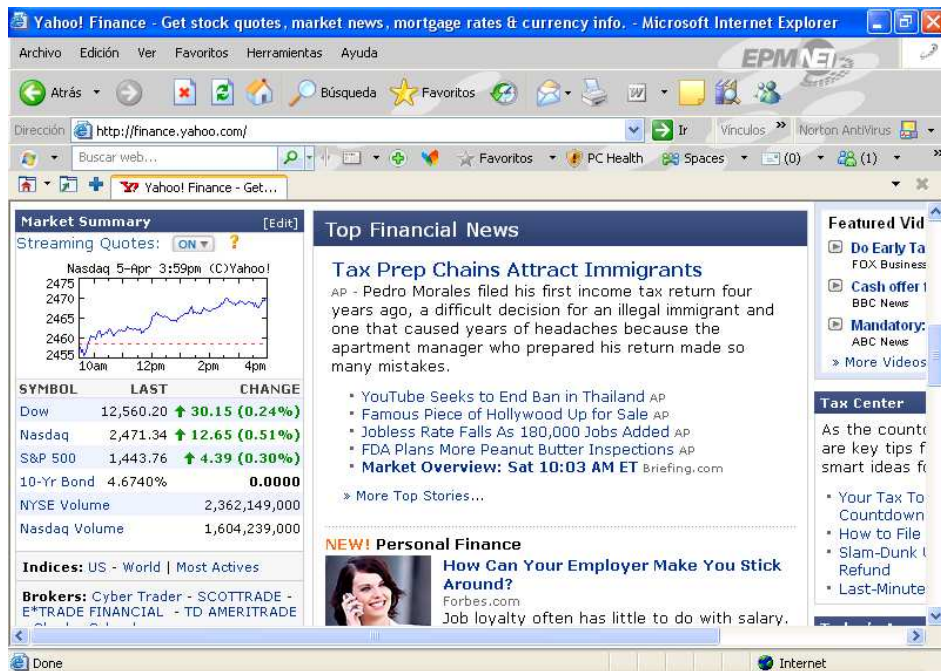 Yahoo! Finance - Get stock quotes, market news, mortgage rates & currency info. - Microsoft Internet Explorer
Archivo Edición Ver Favoritos Herramientas Ayuda
EPMNET
Atrás Búsqueda Favoritos
Dirección http://finance.yahoo.com/ Ir Vínculos » Norton AntiVirus
Buscar web... Favoritos PC Health Spaces (0) (1) »
Yahoo! Finance - Get...
Market Summary [Edit]
Streaming Quotes: ON ?
Nasdaq 5-Apr 3:59pm (C)Yahoo!
2475
2470
2465
2460
2455
10am 12pm 2pm 4pm
SYMBOL LAST CHANGE
Dow 12,560.20 30.15 (0.24%)
Nasdaq 2,471.34 12.65 (0.51%)
S&P 500 1,443.76 4.39 (0.30%)
10-Yr Bond 4.6740% 0.0000
NYSE Volume 2,362,149,000
Nasdaq Volume 1,604,239,000
Indices: US - World | Most Actives
Brokers: Cyber Trader - SCOTTRADE -
E*TRADE FINANCIAL - TD AMERITRADE
Top Financial News
Tax Prep Chains Attract Immigrants
AP - Pedro Morales filed his first income tax return four
years ago, a difficult decision for an illegal immigrant and
one that caused years of headaches because the
apartment manager who prepared his return made so
many mistakes.
• YouTube Seeks to End Ban in Thailand AP
• Famous Piece of Hollywood Up for Sale AP
• Jobless Rate Falls As 180,000 Jobs Added AP
• FDA Plans More Peanut Butter Inspections AP
• Market Overview: Sat 10:03 AM ET Briefing.com
» More Top Stories...
NEW! Personal Finance
How Can Your Employer Make You Stick
Around?
Forbes.com
Job loyalty often has little to do with salary.
Featured Vid
Do Early Ta
FOX Business
Cash offer
BBC News
Mandatory:
ABC News
» More Videos
Tax Center
As the count
are key tips f
smart ideas f
• Your Tax To
Countdown
• How to File
• Slam-Dunk
Refund
• Last-Minute
Done Internet